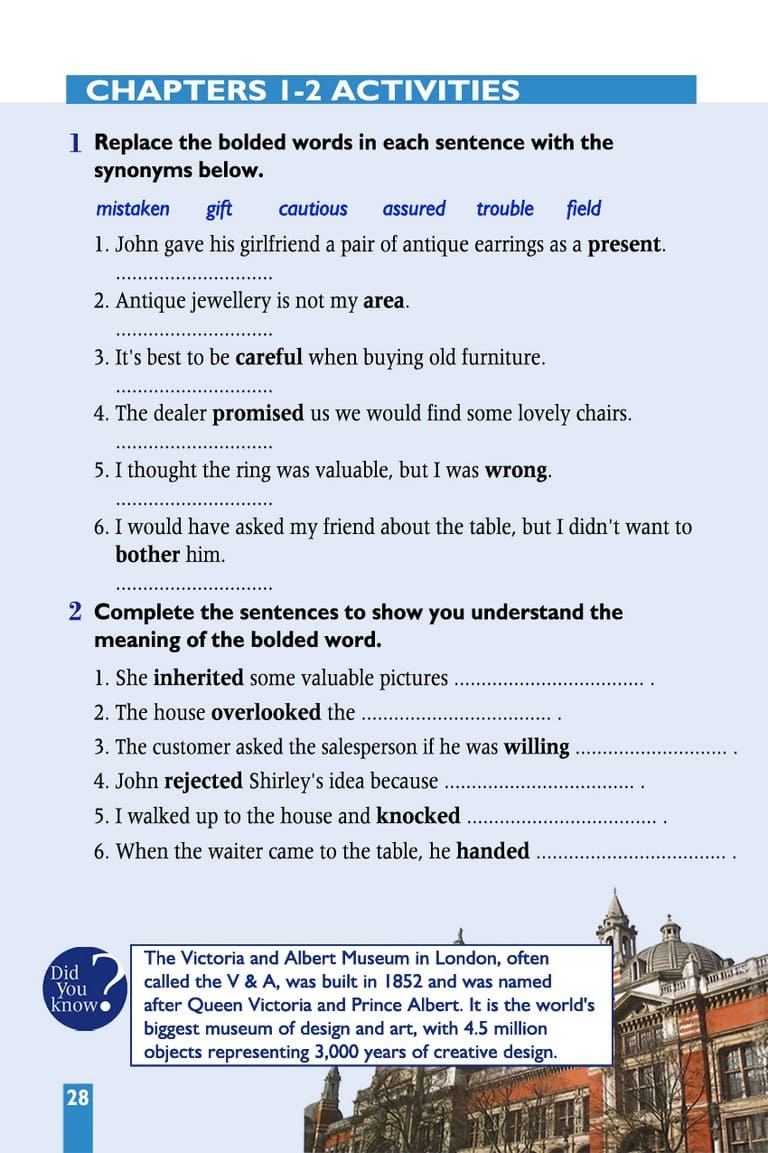 CHAPTERS 1-2 ACTIVITIES
1 Replace the bolded words in each sentence with the
synonyms below.
mistaken gift cautious assured trouble field
1. John gave his girlfriend a pair of antique earrings as a present.
.............................
2. Antique jewellery is not my area.
.............................
3. It's best to be careful when buying old furniture.
.............................
4. The dealer promised us we would find some lovely chairs.
.............................
5. I thought the ring was valuable, but I was wrong.
.............................
6. I would have asked my friend about the table, but I didn't want to
bother him.
.............................
2 Complete the sentences to show you understand the
meaning of the bolded word.
1. She inherited some valuable pictures ................................... .
2. The house overlooked the ................................... .
3. The customer asked the salesperson if he was willing ............................ .
4. John rejected Shirley's idea because ................................... .
5. I walked up to the house and knocked ................................... .
6. When the waiter came to the table, he handed ................................... .
Did
you
know?
The Victoria and Albert Museum in London, often
called the V & A, was built in 1852 and was named
after Queen Victoria and Prince Albert. It is the world's
biggest museum of design and art, with 4.5 million
objects representing 3,000 years of creative design.
28